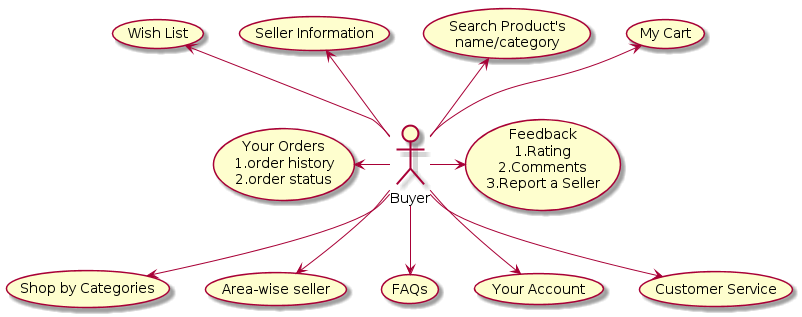 Wish List
Seller Information
Search Product's
name/category
My Cart
Your Orders
1.order history
2.order status
Feedback
1.Rating
2.Comments
3.Report a Seller
Buyer
Shop by Categories
Area-wise seller
FAQs
Your Account
Customer Service